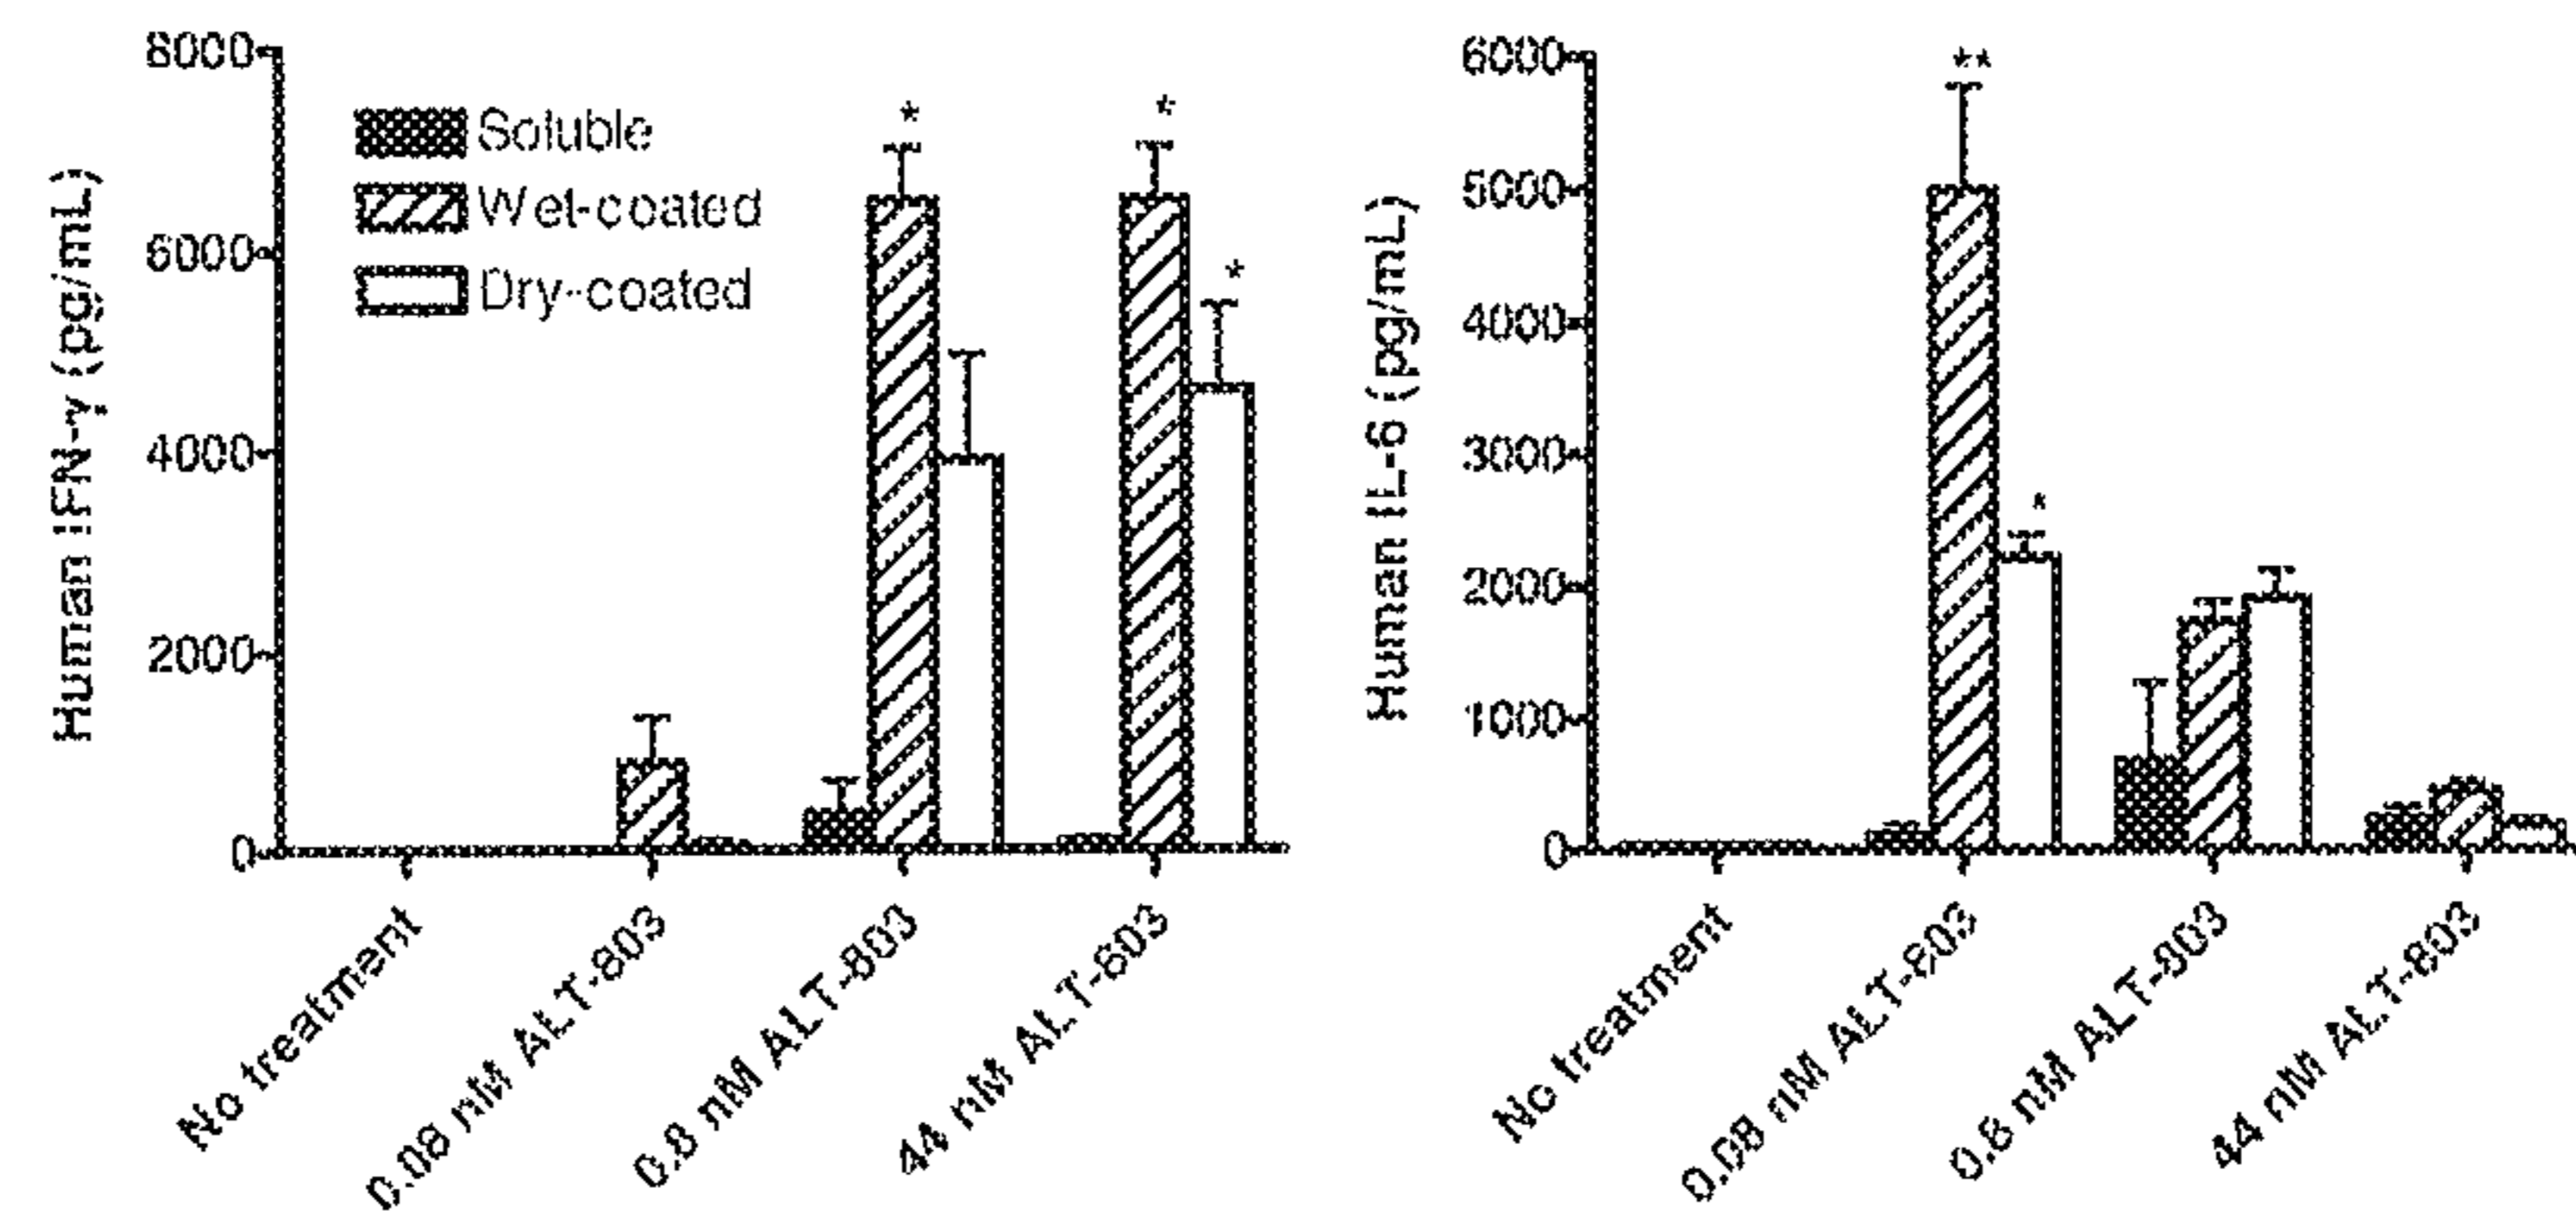 Human IFN-γ (pg/mL)
8000
6000
4000
2000
0
Soluble
Wet-coated
Dry-coated
*
*
*
No treatment
0.08 nM ALT-803
0.8 nM ALT-803
44 nM ALT-803
Human IL-6 (pg/mL)
6000
5000
4000
3000
2000
1000
0
**
*
No treatment
0.08 nM ALT-803
0.8 nM ALT-803
44 nM ALT-803